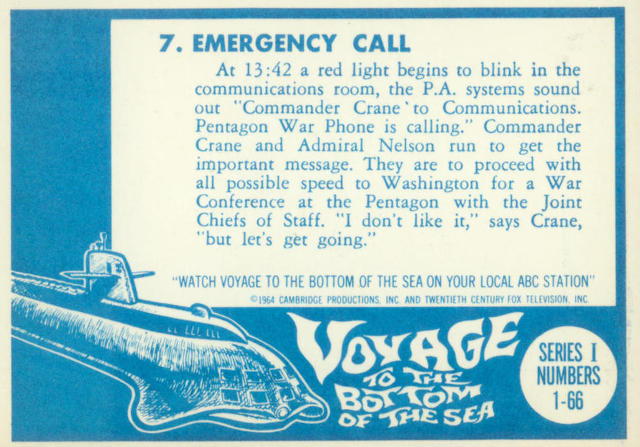 7. EMERGENCY CALL
At 13:42 a red light begins to blink in the
communications room, the P.A. systems sound
out "Commander Crane to Communications.
Pentagon War Phone is calling." Commander
Crane and Admiral Nelson run to get the
important message. They are to proceed with
all possible speed to Washington for a War
Conference at the Pentagon with the Joint
Chiefs of Staff. "I don't like it," says Crane,
"but let's get going."
"WATCH VOYAGE TO THE BOTTOM OF THE SEA ON YOUR LOCAL ABC STATION"
©1964 CAMBRIDGE PRODUCTIONS, INC. AND TWENTIETH CENTURY FOX TELEVISION, INC.
VOYAGE
TO THE
BOTTOM
OF THE SEA
SERIES I
NUMBERS
1-66